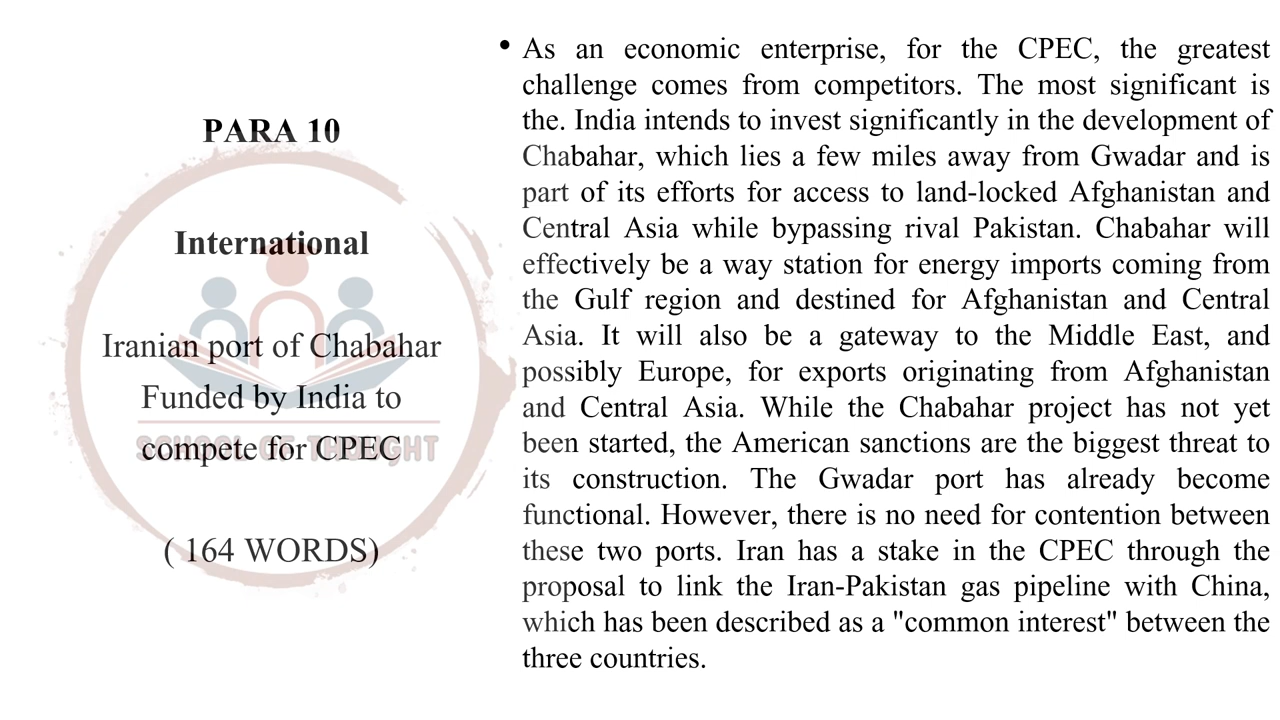 PARA 10
International
Iranian port of Chabahar
Funded by India to
compete for CPEC
SCHOOL OF THOUGHT
( 164 WORDS)
• As an economic enterprise, for the CPEC, the greatest
challenge comes from competitors. The most significant is
the. India intends to invest significantly in the development of
Chabahar, which lies a few miles away from Gwadar and is
part of its efforts for access to land-locked Afghanistan and
Central Asia while bypassing rival Pakistan. Chabahar will
effectively be a way station for energy imports coming from
the Gulf region and destined for Afghanistan and Central
Asia. It will also be a gateway to the Middle East, and
possibly Europe, for exports originating from Afghanistan
and Central Asia. While the Chabahar project has not yet
been started, the American sanctions are the biggest threat to
its construction. The Gwadar port has already become
functional. However, there is no need for contention between
these two ports. Iran has a stake in the CPEC through the
proposal to link the Iran-Pakistan gas pipeline with China,
which has been described as a "common interest" between the
three countries.